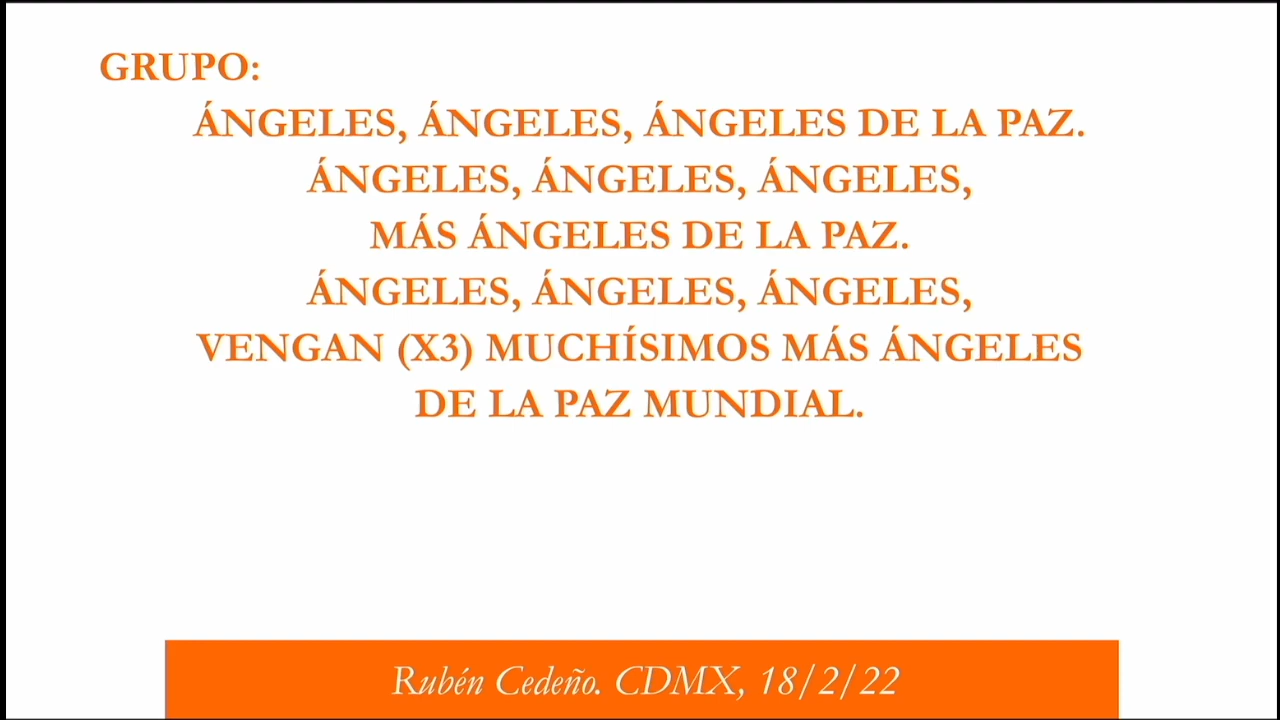 GRUPO:
ÁNGELES, ÁNGELES, ÁNGELES DE LA PAZ.
ÁNGELES, ÁNGELES, ÁNGELES,
MÁS ÁNGELES DE LA PAZ.
ÁNGELES, ÁNGELES, ÁNGELES,
VENGAN (X3) MUCHÍSIMOS MÁS ÁNGELES
DE LA PAZ MUNDIAL.
Rubén Cedeño. CDMX, 18/2/22